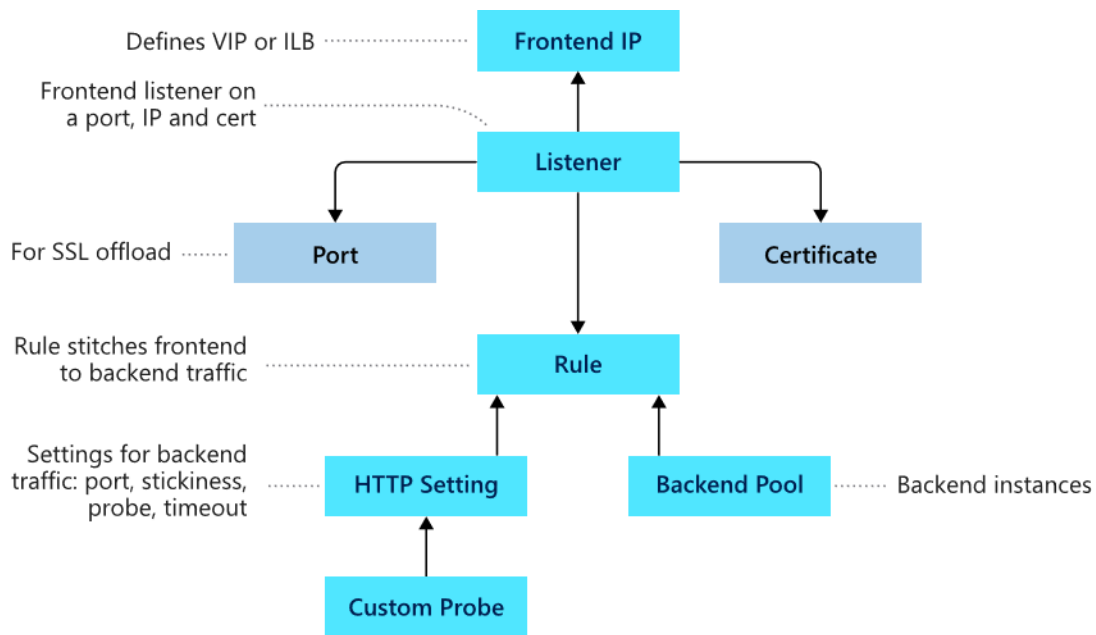 Defines VIP or ILB
Frontend IP
Frontend listener on
a port, IP and cert
Listener
For SSL offload
Port
Certificate
Rule stitches frontend
to backend traffic
Rule
Settings for backend
traffic: port, stickiness,
probe, timeout
HTTP Setting
Backend Pool
Backend instances
Custom Probe